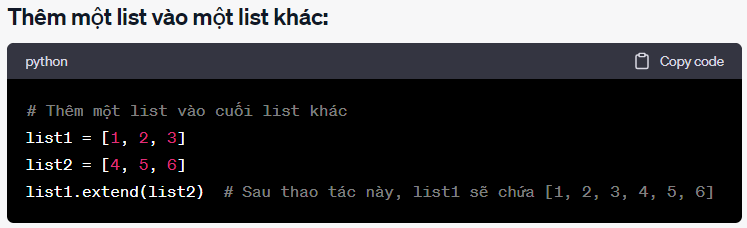 Thêm một list vào một list khác:
python Copy code
# Thêm một list vào cuối list khác
list1 = [1, 2, 3]
list2 = [4, 5, 6]
list1.extend(list2)  # Sau thao tác này, list1 sẽ chứa [1, 2, 3, 4, 5, 6]